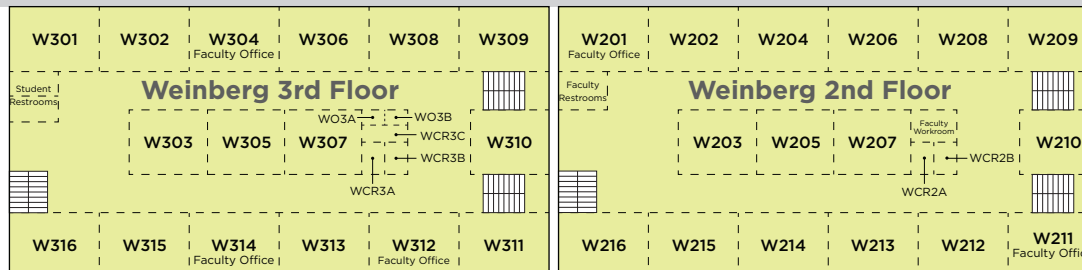 W301
W302
W304
Faculty Office
W306
W308
W309
Student
Restrooms
Weinberg 3rd Floor
W303
W305
W307
WO3A
WO3B
WCR3C
WCR3B
WCR3A
W310
W316
W315
W314
Faculty Office
W313
W312
Faculty Office
W311
W201
Faculty Office
W202
W204
W206
W208
W209
Faculty
Restrooms
Weinberg 2nd Floor
W203
W205
W207
Faculty
Workroom
WCR2B
WCR2A
W210
W216
W215
W214
W213
W212
W211
Faculty Offic